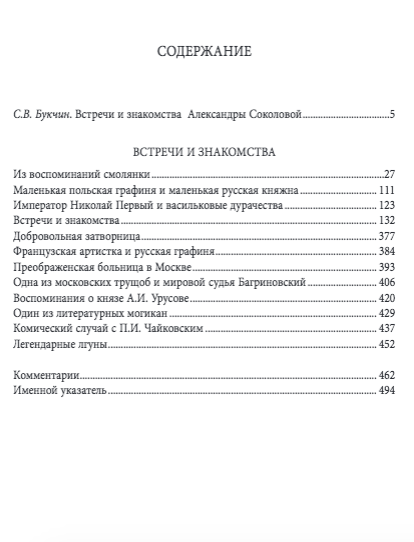 СОДЕРЖАНИЕ
С.В. Букчин. Встречи и знакомства Александры Соколовой.......................5
ВСТРЕЧИ И ЗНАКОМСТВА
Из воспоминаний смолянки.......................27
Маленькая польская графиня и маленькая русская княжна.......................111
Император Николай Первый и васильковые дурачества.......................123
Встречи и знакомства.......................132
Добровольная затворница.......................377
Французская артистка и русская графиня.......................384
Преображенская больница в Москве.......................393
Одна из московских трущоб и мировой судья Багриновский.......................406
Воспоминания о князе А.И. Урусове.......................420
Один из литературных могикан.......................429
Комический случай с П.И. Чайковским.......................437
Легендарные лгуны.......................452
Комментарии.......................462
Именной указатель.......................494